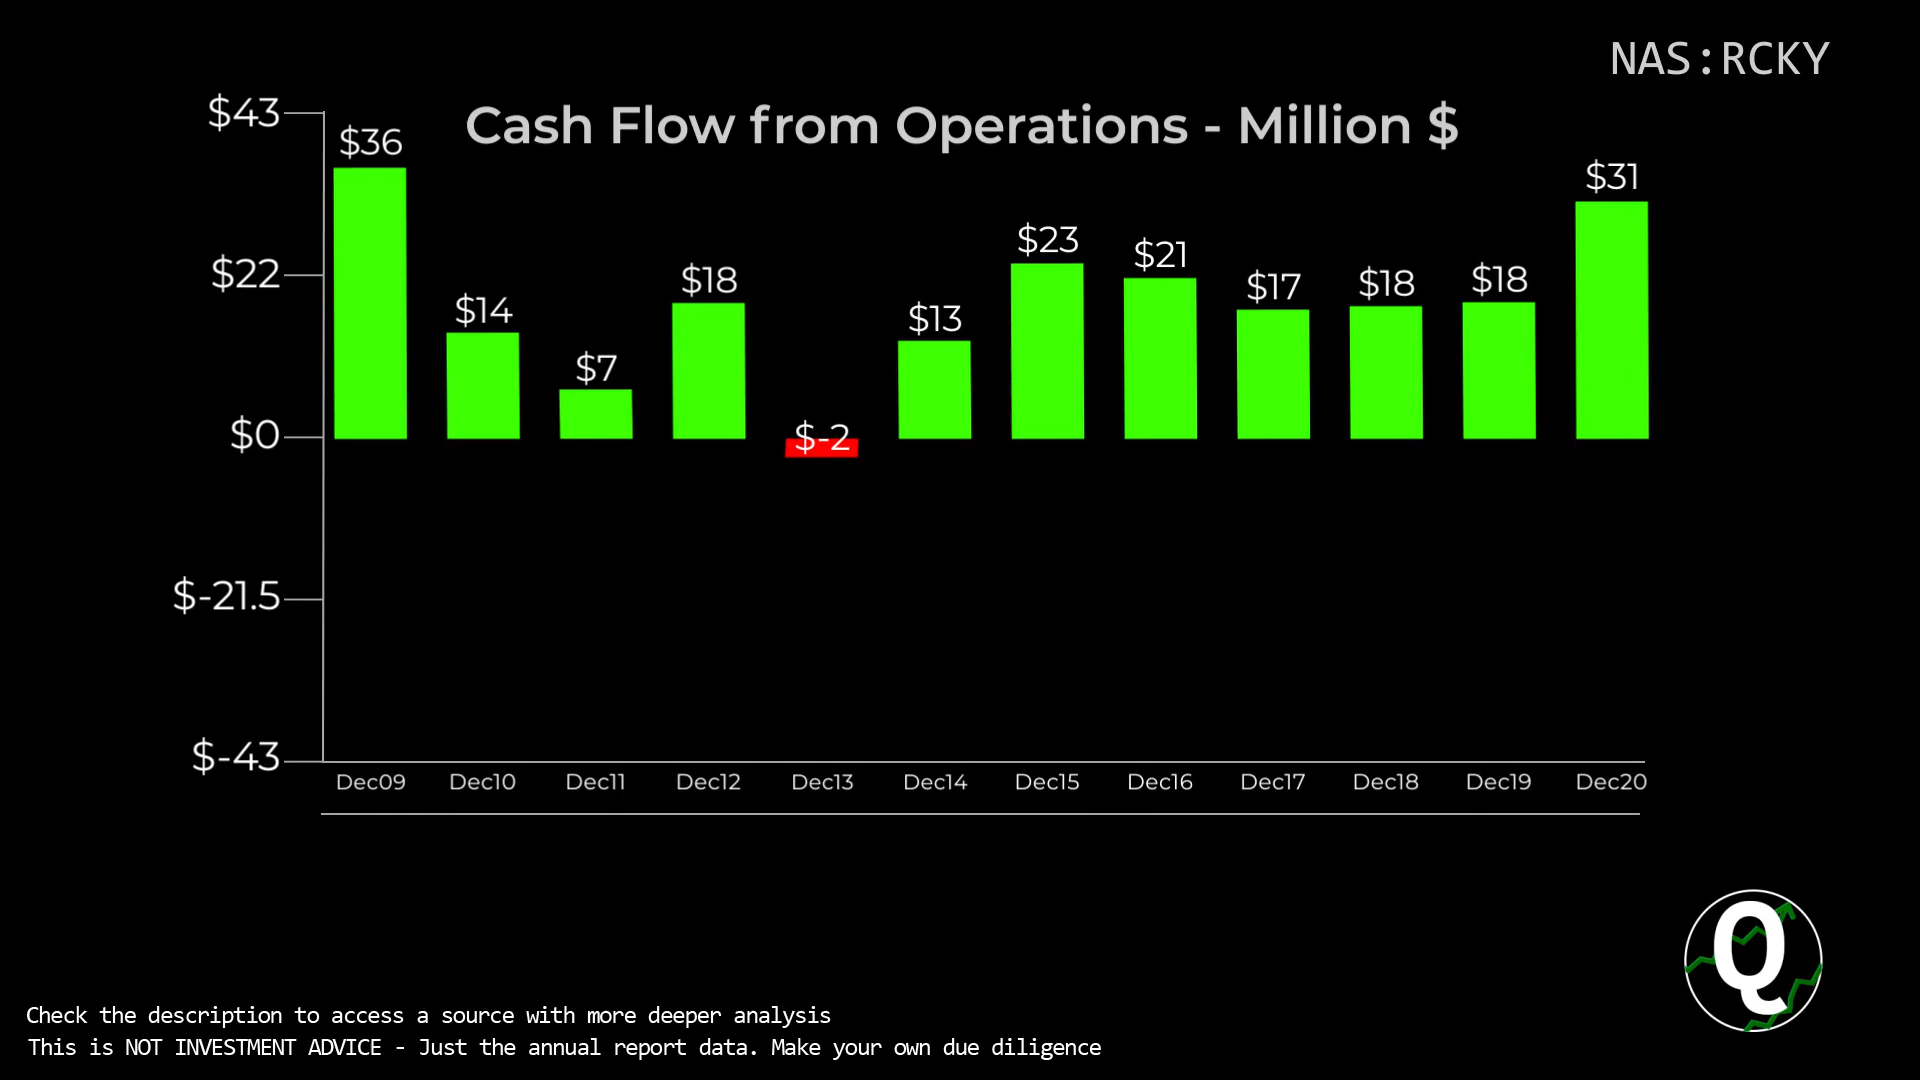 NAS:RCKY
Cash Flow from Operations - Million $
$43
$22
$0
$-21.5
$-43
$36
$14
$7
$18
$-2
$13
$23
$21
$17
$18
$18
$31
Dec09
Dec10
Dec11
Dec12
Dec13
Dec14
Dec15
Dec16
Dec17
Dec18
Dec19
Dec20
Q
Check the description to access a source with more deeper analysis
This is NOT INVESTMENT ADVICE - Just the annual report data. Make your own due diligence